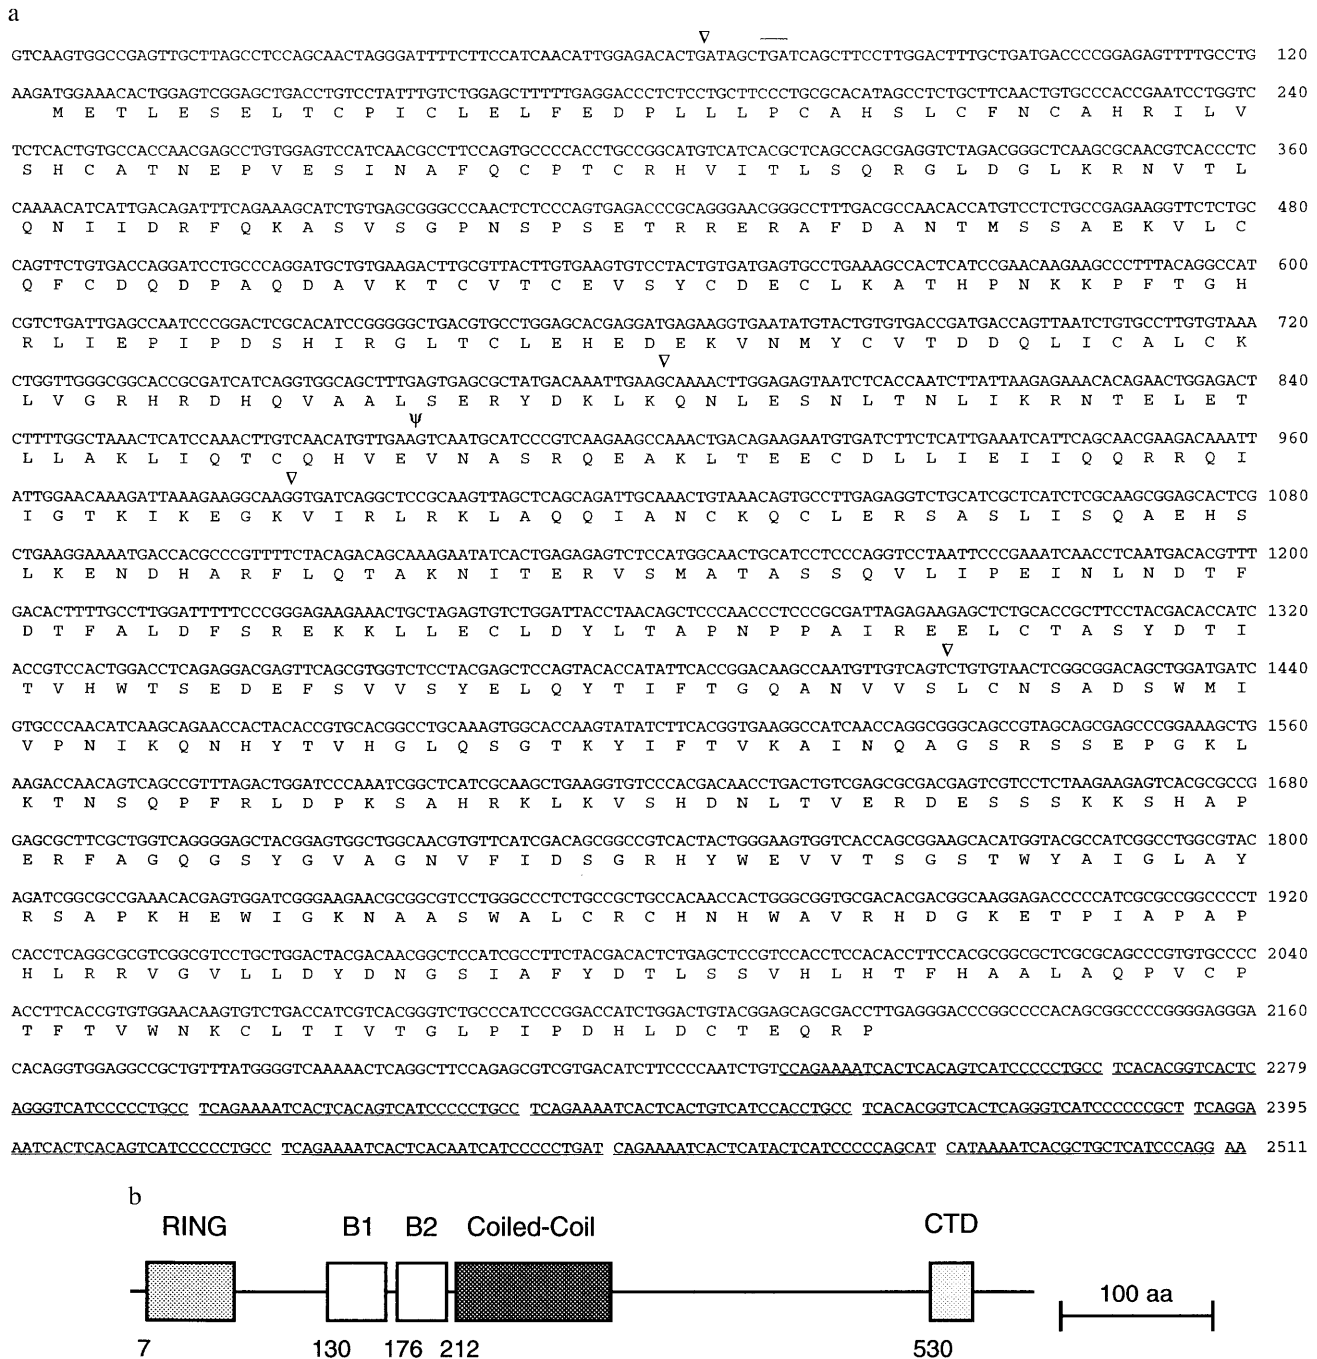 a
∇
GTCAAGTGGCCGAGTTGCTTAGCCTCCAGCAACTAGGGATTTTCTTCCATCAACATTGGAGACACTGATAGCTGATCAGCTTCCTTGGACTTTGCTGATGACCCCGGAGAGTTTTGCCTG 120
AAGATGGAAACACTGGAGTCGGAGCTGACCTGTCCTATTTGTCTGGAGCTTTTTGAGGACCCTCTCCTGCTTCCCTGCGCACATAGCCTCTGCTTCAACTGTGCCCACCGAATCCTGGTC 240
M E T L E S E L T C P I C L E L F E D P L L L P C A H S L C F N C A H R I L V
TCTCACTGTGCCACCAACGAGCCTGTGGAGTCCATCAACGCCTTCCAGTGCCCCACCTGCCGGCATGTCATCACGCTCAGCCAGCGAGGTCTAGACGGGCTCAAGCGCAACGTCACCCTC 360
S H C A T N E P V E S I N A F Q C P T C R H V I T L S Q R G L D G L K R N V T L
CAAAACATCATTGACAGATTTCAGAAAGCATCTGTGAGCGGGCCCAACTCTCCCAGTGAGACCCGCAGGGAACGGGCCTTTGACGCCAACACCATGTCCTCTGCCGAGAAGGTTCTCTGC 480
Q N I I D R F Q K A S V S G P N S P S E T R R E R A F D A N T M S S A E K V L C
CAGTTCTGTGACCAGGATCCTGCCCAGGATGCTGTGAAGACTTGCGTTACTTGTGAAGTGTCCTACTGTGATGAGTGCCTGAAAGCCACTCATCCGAACAAGAAGCCCTTTACAGGCCAT 600
Q F C D Q D P A Q D A V K T C V T C E V S Y C D E C L K A T H P N K K P F T G H
CGTCTGATTGAGCCAATCCCGGACTCGCACATCCGGGGGCTGACGTGCCTGGAGCACGAGGATGAGAAGGTGAATATGTACTGTGTGACCGATGACCAGTTAATCTGTGCCTTGTGTAAA 720
R L I E P I P D S H I R G L T C L E H E D E K V N M Y C V T D D Q L I C A L C K
∇
CTGGTTGGGCGGCACCGCGATCATCAGGTGGCAGCTTTGAGTGAGCGCTATGACAAATTGAAGCAAAACTTGGAGAGTAATCTCACCAATCTTATTAAGAGAAACACAGAACTGGAGACT 840
L V G R H R D H Q V A A L S E R Y D K L K Q N L E S N L T N L I K R N T E L E T
ψ
CTTTTGGCTAAACTCATCCAAACTTGTCAACATGTTGAAGTCAATGCATCCCGTCAAGAAGCCAAACTGACAGAAGAATGTGATCTTCTCATTGAAATCATTCAGCAACGAAGACAAATT 960
L L A K L I Q T C Q H V E V N A S R Q E A K L T E E C D L L I E I I Q Q R R Q I
∇
ATTGGAACAAAGATTAAAGAAGGCAAGGTGATCAGGCTCCGCAAGTTAGCTCAGCAGATTGCAAACTGTAAACAGTGCCTTGAGAGGTCTGCATCGCTCATCTCGCAAGCGGAGCACTCG 1080
I G T K I K E G K V I R L R K L A Q Q I A N C K Q C L E R S A S L I S Q A E H S
CTGAAGGAAAATGACCACGCCCGTTTTCTACAGACAGCAAAGAATATCACTGAGAGAGTCTCCATGGCAACTGCATCCTCCCAGGTCCTAATTCCCGAAATCAACCTCAATGACACGTTT 1200
L K E N D H A R F L Q T A K N I T E R V S M A T A S S Q V L I P E I N L N D T F
GACACTTTTGCCTTGGATTTTTCCCGGGAGAAGAAACTGCTAGAGTGTCTGGATTACCTAACAGCTCCCAACCCTCCCGCGATTAGAGAAGAGCTCTGCACCGCTTCCTACGACACCATC 1320
D T F A L D F S R E K K L L E C L D Y L T A P N P P A I R E E L C T A S Y D T I
∇
ACCGTCCACTGGACCTCAGAGGACGAGTTCAGCGTGGTCTCCTACGAGCTCCAGTACACCATATTCACCGGACAAGCCAATGTTGTCAGTCTGTGTAACTCGGCGGACAGCTGGATGATC 1440
T V H W T S E D E F S V V S Y E L Q Y T I F T G Q A N V V S L C N S A D S W M I
GTGCCCAACATCAAGCAGAACCACTACACCGTGCACGGCCTGCAAAGTGGCACCAAGTATATCTTCACGGTGAAGGCCATCAACCAGGCGGGCAGCCGTAGCAGCGAGCCCGGAAAGCTG 1560
V P N I K Q N H Y T V H G L Q S G T K Y I F T V K A I N Q A G S R S S E P G K L
AAGACCAACAGTCAGCCGTTTAGACTGGATCCCAAATCGGCTCATCGCAAGCTGAAGGTGTCCCACGACAACCTGACTGTCGAGCGCGACGAGTCGTCCTCTAAGAAGAGTCACGCGCCG 1680
K T N S Q P F R L D P K S A H R K L K V S H D N L T V E R D E S S S K K S H A P
GAGCGCTTCGCTGGTCAGGGGAGCTACGGAGTGGCTGGCAACGTGTTCATCGACAGCGGCCGTCACTACTGGGAAGTGGTCACCAGCGGAAGCACATGGTACGCCATCGGCCTGGCGTAC 1800
E R F A G Q G S Y G V A G N V F I D S G R H Y W E V V T S G S T W Y A I G L A Y
AGATCGGCGCCGAAACACGAGTGGATCGGGAAGAACGCGGCGTCCTGGGCCCTCTGCCGCTGCCACAACCACTGGGCGGTGCGACACGACGGCAAGGAGACCCCCATCGCGCCGGCCCCT 1920
R S A P K H E W I G K N A A S W A L C R C H N H W A V R H D G K E T P I A P A P
CACCTCAGGCGCGTCGGCGTCCTGCTGGACTACGACAACGGCTCCATCGCCTTCTACGACACTCTGAGCTCCGTCCACCTCCACACCTTCCACGCGGCGCTCGCGCAGCCCGTGTGCCCC 2040
H L R R V G V L L D Y D N G S I A F Y D T L S S V H L H T F H A A L A Q P V C P
ACCTTCACCGTGTGGAACAAGTGTCTGACCATCGTCACGGGTCTGCCCATCCCGGACCATCTGGACTGTACGGAGCAGCGACCTTGAGGGACCCGGCCCCACAGCGGCCCCGGGGAGGGA 2160
T F T V W N K C L T I V T G L P I P D H L D C T E Q R P
CACAGGTGGAGGCCGCTGTTTATGGGGTCAAAAACTCAGGCTTCCAGAGCGTCGTGACATCTTCCCCAATCTGTCCAGAAAATCACTCACAGTCATCCCCCTGCC TCACACGGTCACTC 2279
AGGGTCATCCCCCTGCC TCAGAAAATCACTCACAGTCATCCCCCTGCC TCAGAAAATCACTCACTGTCATCCACCTGCC TCACACGGTCACTCAGGGTCATCCCCCCGCT TCAGGA 2395
AATCACTCACAGTCATCCCCCTGCC TCAGAAAATCACTCACAATCATCCCCCTGAT CAGAAAATCACTCATACTCATCCCCCAGCAT CATAAAATCACGCTGCTCATCCCAGG AA 2511
b
RING B1 B2 Coiled-Coil CTD
100 aa
7 130 176 212 530